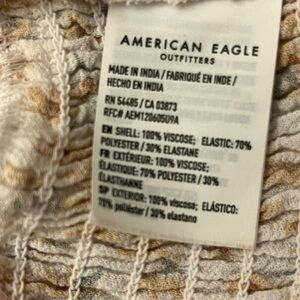 AMERICAN EAGLE
OUTFITTERS
MADE IN INDIA / FABRIQUÉ EN INDE /
HECHO EN INDIA
RN 54485 / CA 03873
RFC# AEM120605U9A
EN SHELL: 100% VISCOSE; ELASTIC: 70%
POLYESTER / 30% ELASTANE
FR EXTÉRIEUR: 100% VISCOSE;
ÉLASTIQUE: 70% POLYESTER / 30%
ÉLASTHANNE
SP EXTERIOR: 100% viscosa; ELÁSTICO:
70% poliéster / 30% elastano